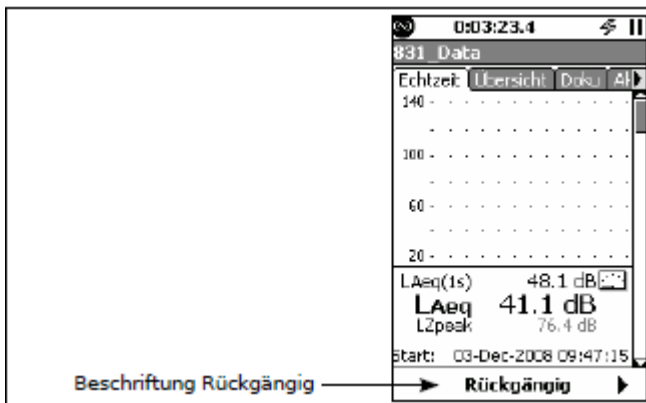 0:03:23.4
831_Data
Echtzeit Übersicht Doku
140
100
60
20
LAeq(1s) 48.1 dB
LAeq 41.1 dB
LZpeak 76.4 dB
Start: 03-Dec-2008 09:47:15
Beschriftung Rückgängig Rückgängig